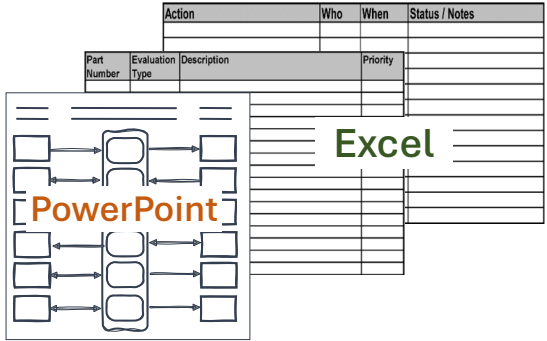 Action Who When Status / Notes
Part Number Evaluation Type Description Priority
Excel
PowerPoint